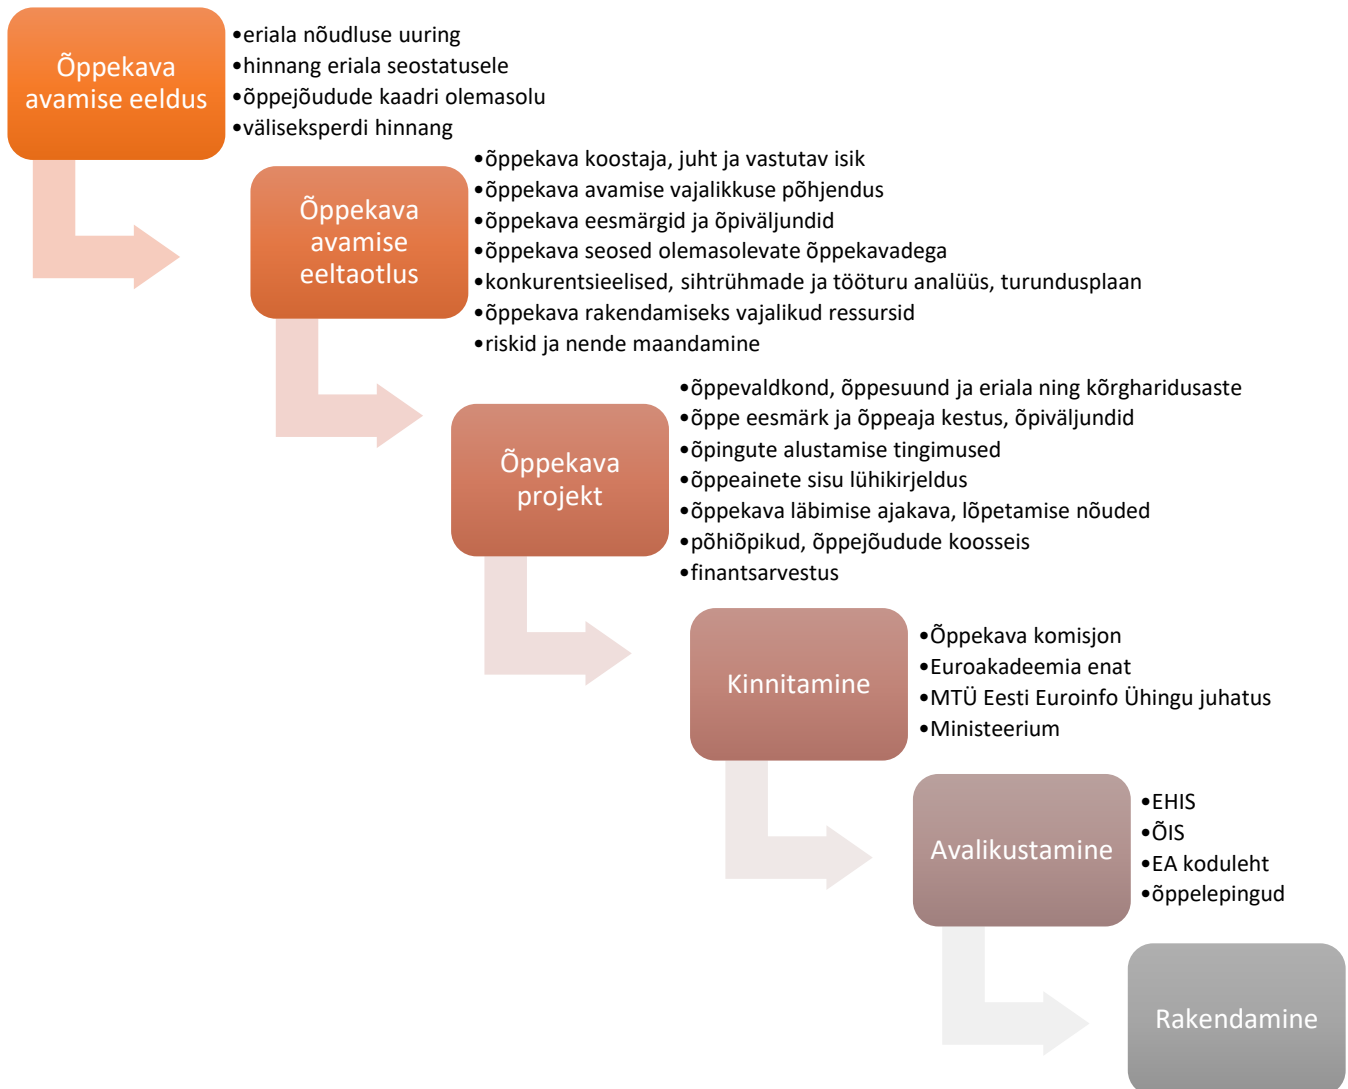 Õppekava
avamise eeldus
•eriala nõudluse uuring
•hinnang eriala seostatusele
•õppejõudude kaadri olemasolu
•väliseksperdi hinnang
Õppekava
avamise
eeltaotlus
•õppekava koostaja, juht ja vastutav isik
•õppekava avamise vajalikkuse põhjendus
•õppekava eesmärgid ja õpiväljundid
•õppekava seosed olemasolevate õppekavadega
•konkurentsieelised, sihtrühmade ja tööturu analüüs, turundusplaan
•õppekava rakendamiseks vajalikud ressursid
•riskid ja nende maandamine
Õppekava
projekt
•õppevaldkond, õppesuund ja eriala ning kõrgharidusaste
•õppe eesmärk ja õppeaja kestus, õpiväljundid
•õpingute alustamise tingimused
•õppeainete sisu lühikirjeldus
•õppekava läbimise ajakava, lõpetamise nõuded
•põhiõpikud, õppejõudude koosseis
•finantsarvestus
Kinnitamine
•Õppekava komisjon
•Euroakadeemia enat
•MTÜ Eesti Euroinfo Ühingu juhatus
•Ministeerium
Avalikustamine
•EHIS
•ÕIS
•EA koduleht
•õppelepingud
Rakendamine